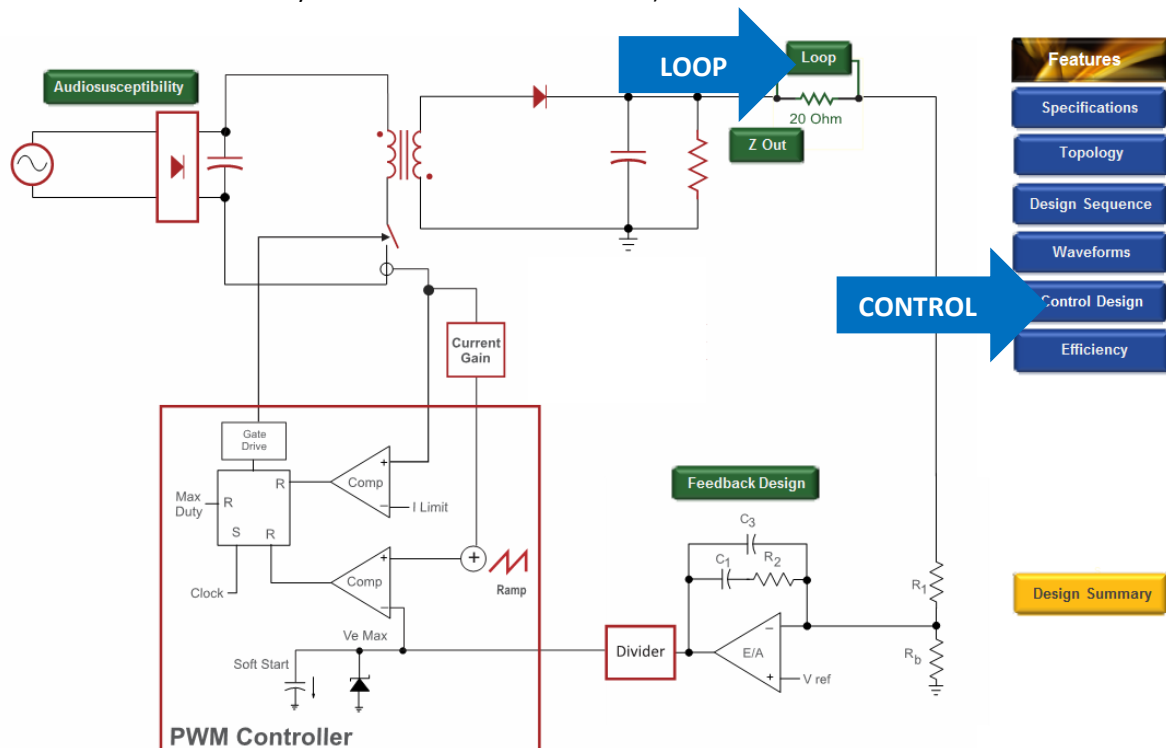 LOOP
Loop
Features
Audiosusceptibility
Specifications
20 Ohm
Z Out
Topology
Design Sequence
Waveforms
CONTROL
Control Design
Current
Gain
Efficiency
Gate
Drive
R
+
Comp
Max
Duty
R
− I Limit
Feedback Design
S
R
C3
C1
R2
+
+
Comp
Ramp
Clock
−
R1
Design Summary
Ve Max
Divider
−
E/A
+
V ref
Rb
Soft Start
PWM Controller